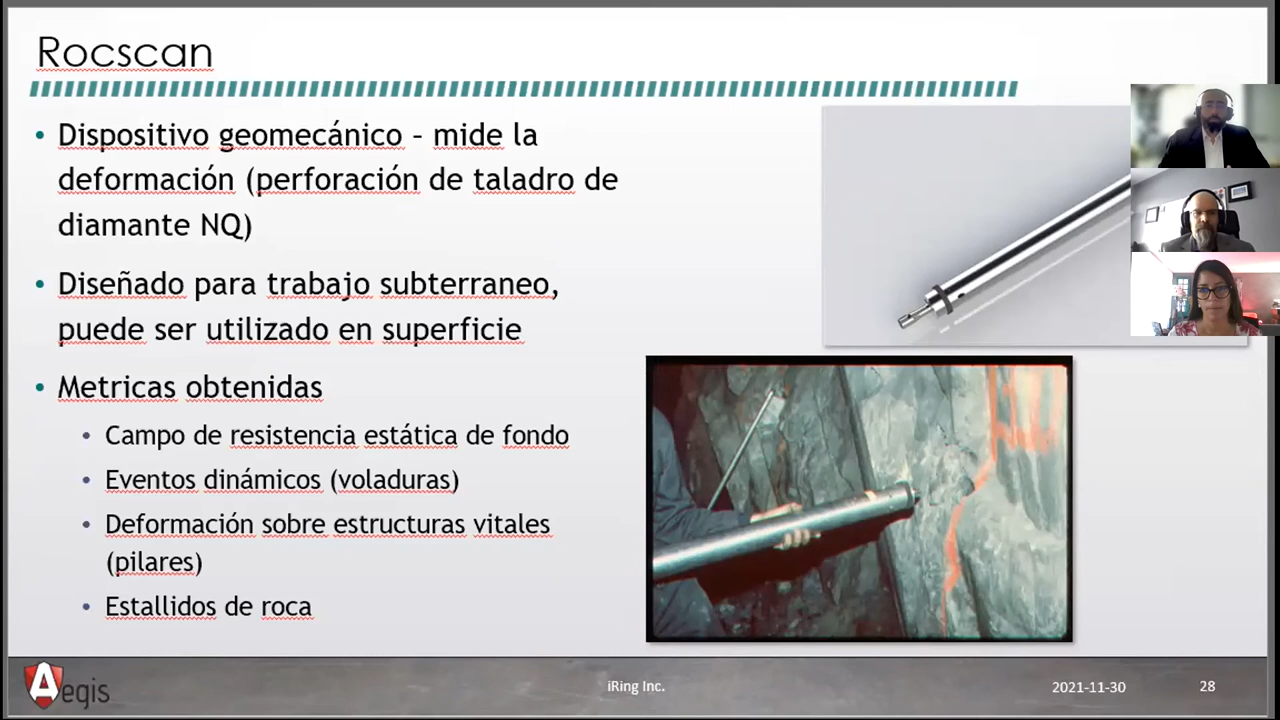 Rocscan
Dispositivo geomecánico – mide la
deformación (perforación de taladro de
diamante NQ)
Diseñado para trabajo subterraneo,
puede ser utilizado en superficie
Metricas obtenidas
Campo de resistencia estática de fondo
Eventos dinámicos (voladuras)
Deformación sobre estructuras vitales
(pilares)
Estallidos de roca
Aegis
iRing Inc.
2021-11-30
28